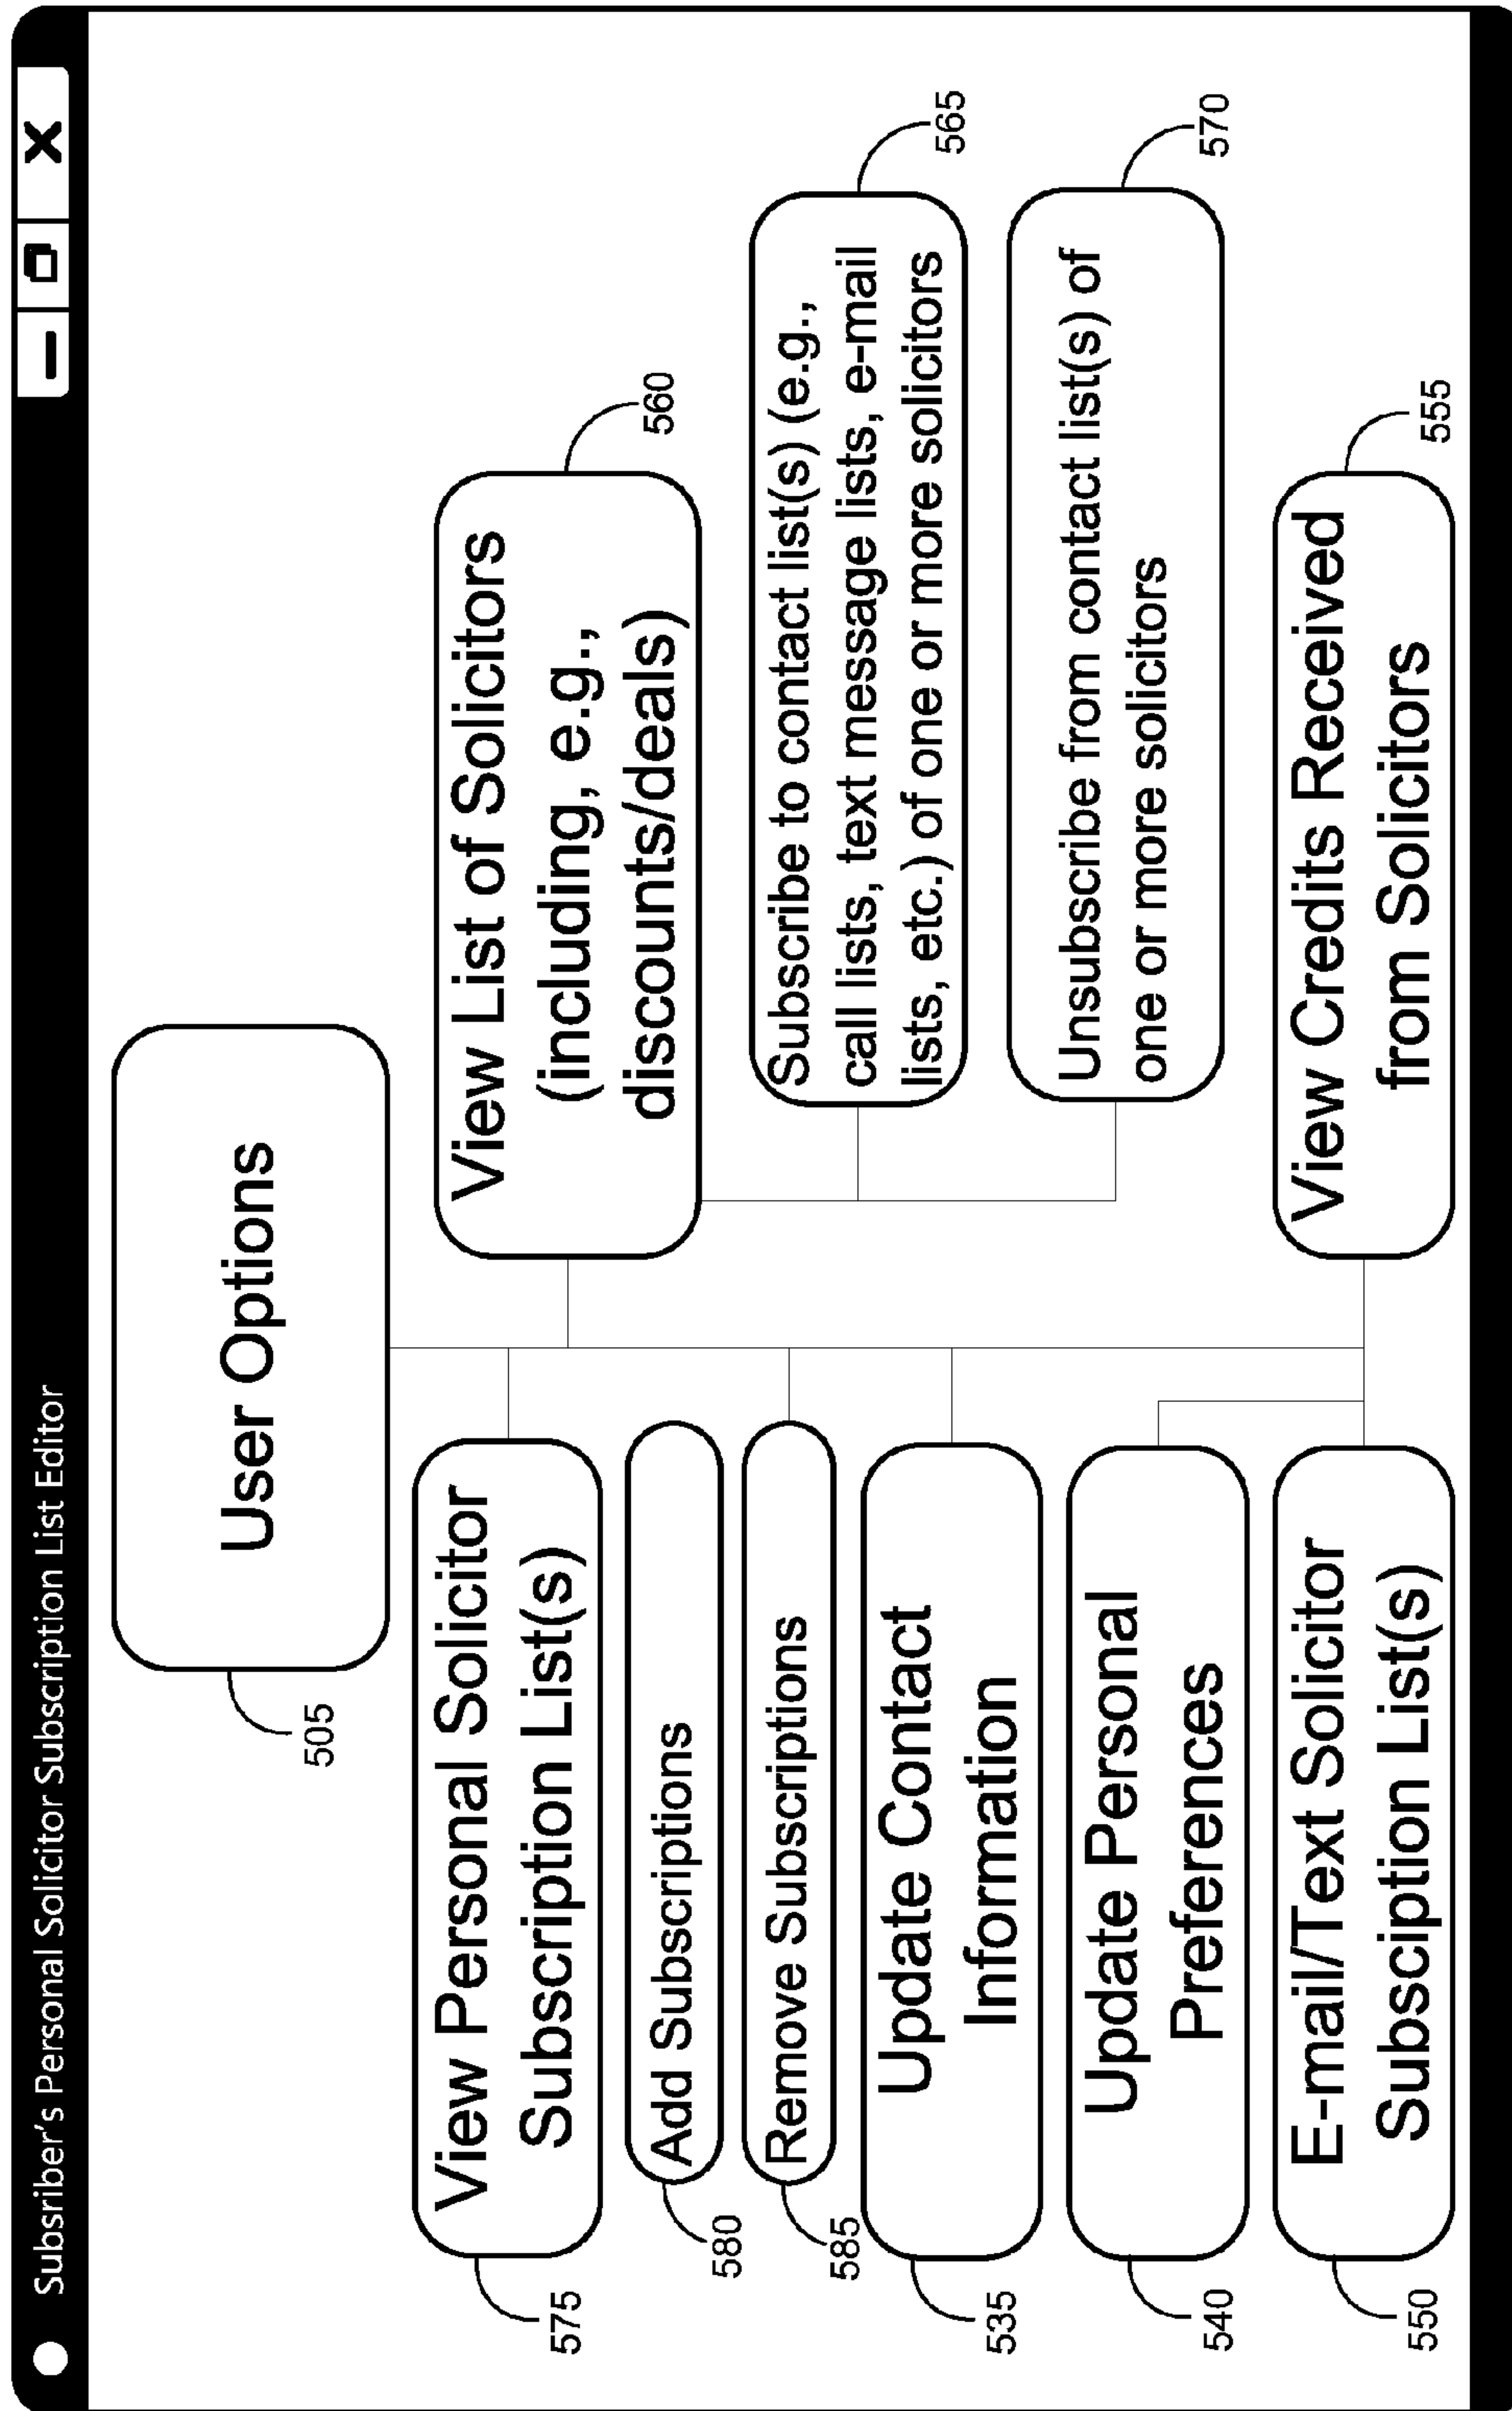 Subsriber's Personal Solicitor Subscription List Editor
X
User Options
505
View Personal Solicitor
Subscription List(s)
575
Add Subscriptions
580
Remove Subscriptions
585
Update Contact
Information
535
Update Personal
Preferences
540
E-mail/Text Solicitor
Subsciption List(s)
550
View List of Solicitors
(including, e.g.,
discounts/deals)
560
Subscribe to contact list(s) (e.g.,
call lists, text message lists, e-mail
lists, etc.) of one or more solicitors
565
Unsubscribe from contact list(s) of
one or more solicitors
570
View Credits Received
from Solicitors
555